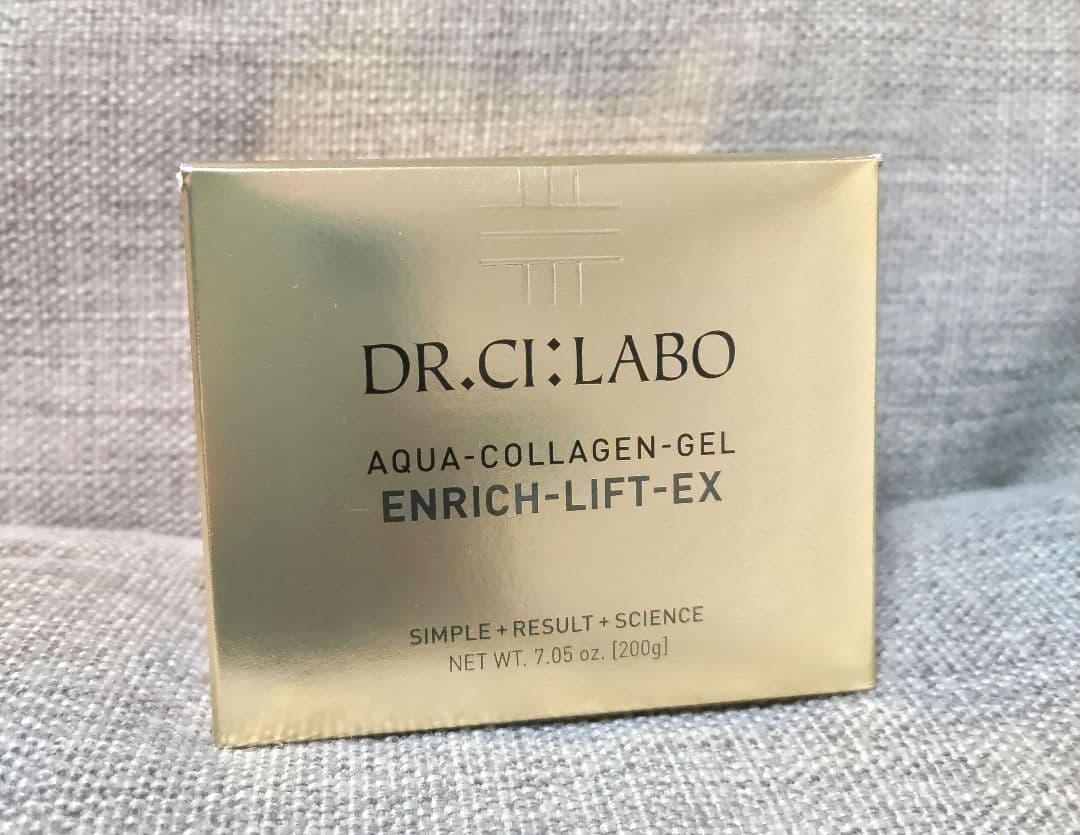 DR.CI:LABO
AQUA-COLLAGEN-GEL
ENRICH-LIFT-EX
SIMPLE+RESULT+SCIENCE
NET WT. 7.05 oz. [200g]